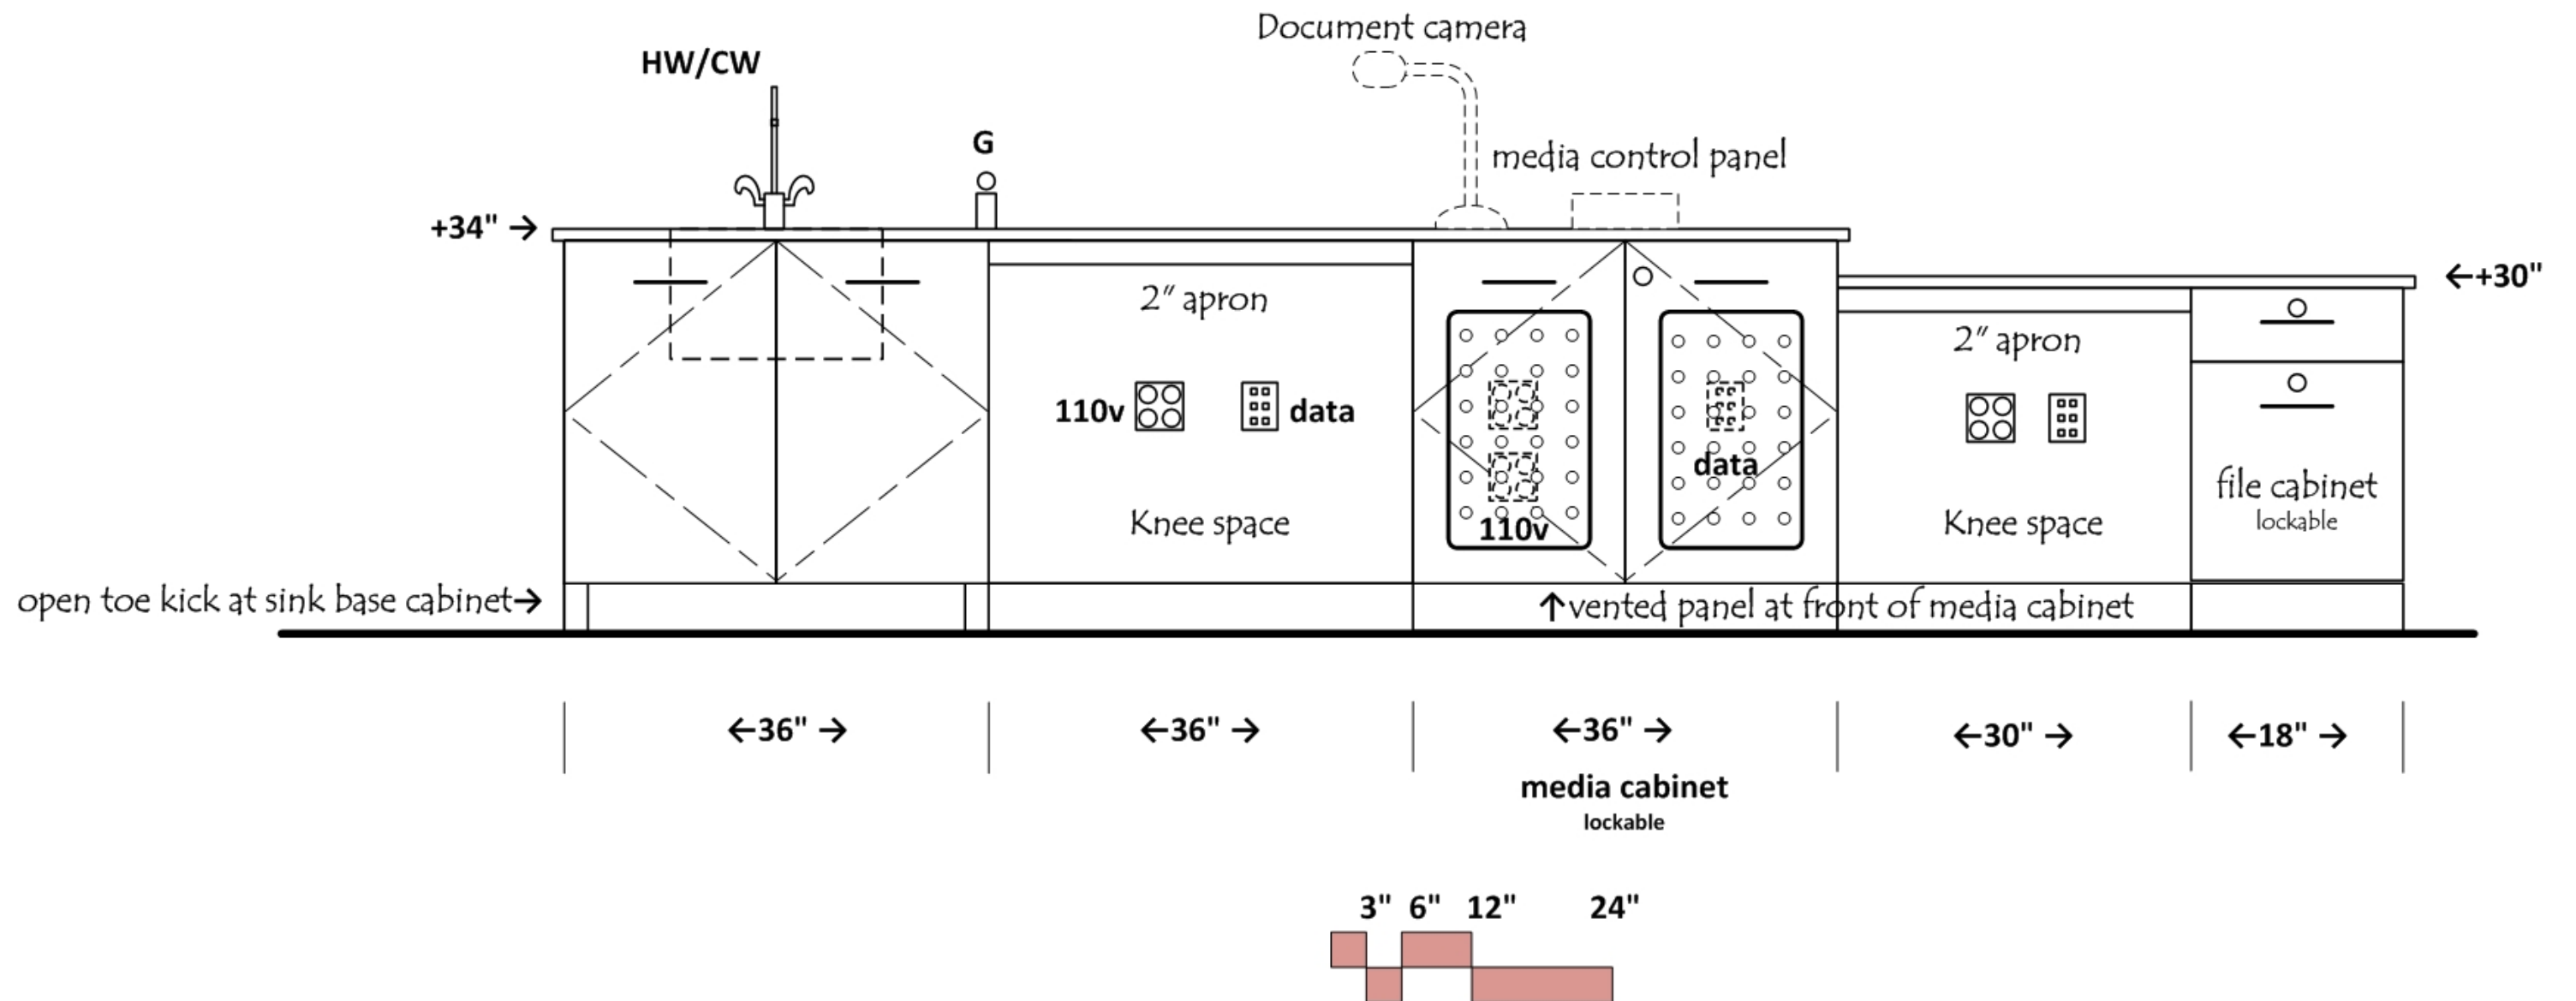 Document camera
HW/CW
G
media control panel
+34" →
←+30"
2" apron
2" apron
110v
data
data
110v
Knee space
Knee space
file cabinet
lockable
open toe kick at sink base cabinet→
↑vented panel at front of media cabinet
←36" →
←36" →
←36" →
←30" →
←18" →
media cabinet
lockable
3" 6" 12" 24"